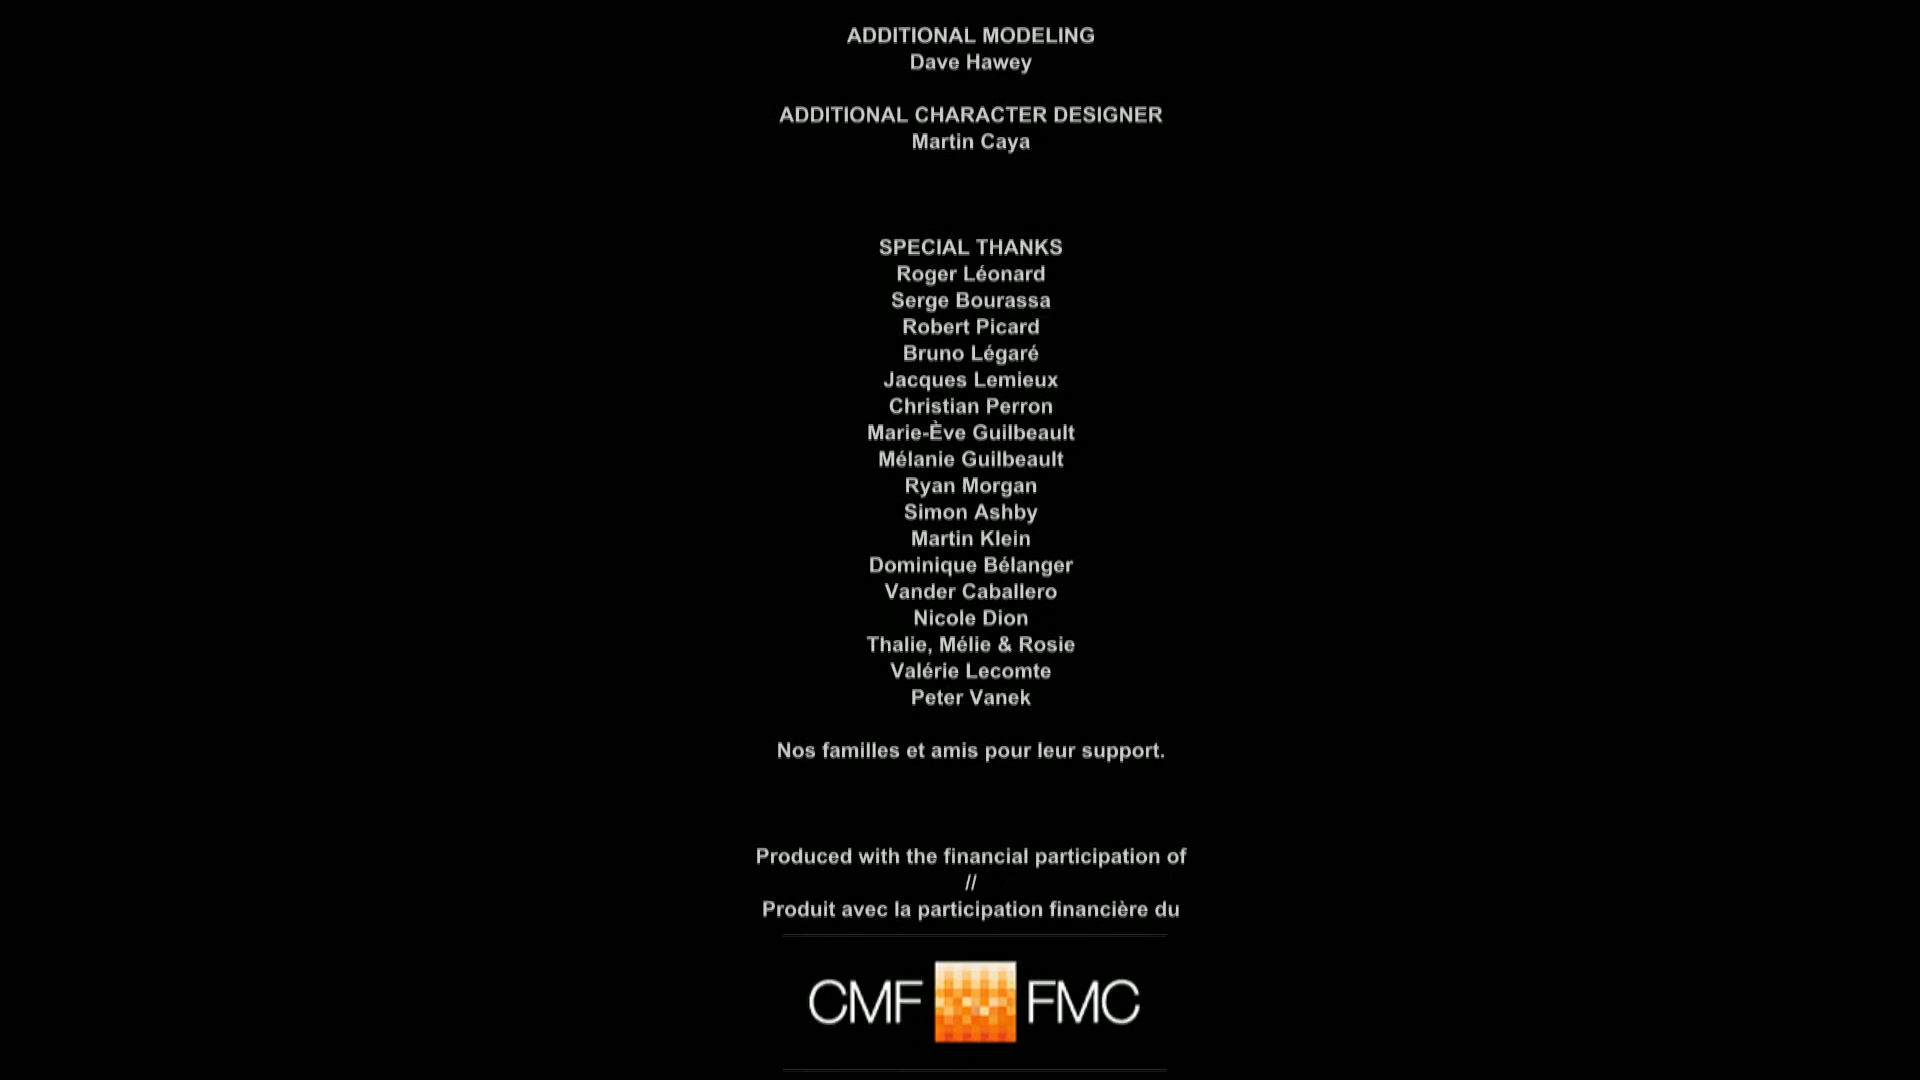 ADDITIONAL MODELING
Dave Hawey
ADDITIONAL CHARACTER DESIGNER
Martin Caya
SPECIAL THANKS
Roger Léonard
Serge Bourassa
Robert Picard
Bruno Légaré
Jacques Lemieux
Christian Perron
Marie-Ève Guilbeault
Mélanie Guilbeault
Ryan Morgan
Simon Ashby
Martin Klein
Dominique Bélanger
Vander Caballero
Nicole Dion
Thalie, Mélie & Rosie
Valérie Lecomte
Peter Vanek
Nos familles et amis pour leur support.
Produced with the financial participation of
//
Produit avec la participation financière du
CMF FMC